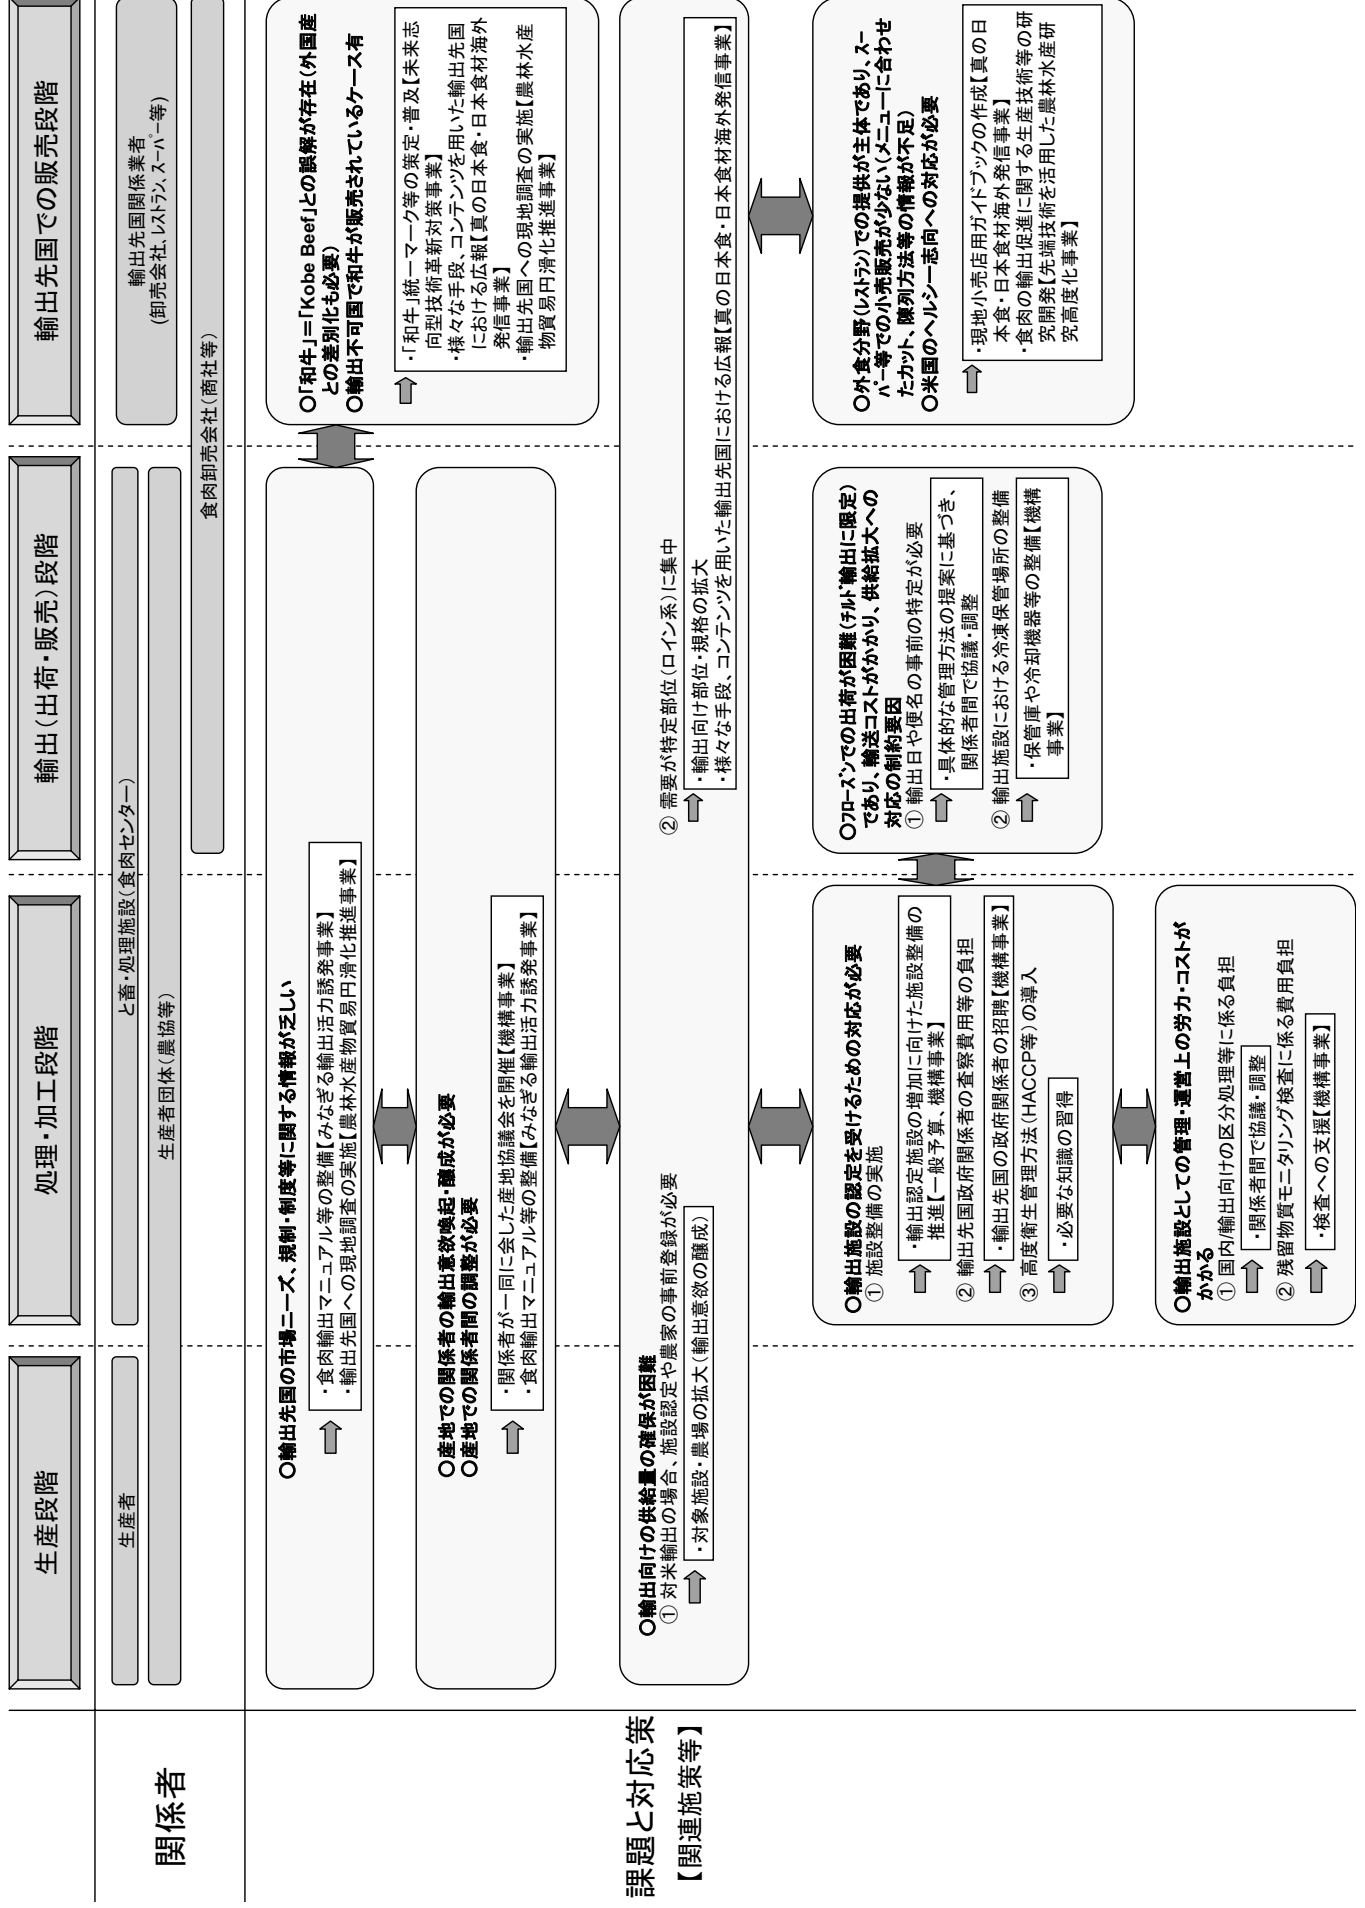 生産段階
処理・加工段階
輸出(出荷・販売)段階
輸出先国での販売段階
関係者
生産者
と畜・処理施設(食肉センター)
生産者団体(農協等)
食肉卸売会社(商社等)
輸出先国関係業者
(卸売会社、レストラン、スーパー等)
課題と対応策
【関連施策等】
○輸出先国の市場ニーズ、規制・制度等に関する情報が乏しい
・食肉輸出マニュアル等の整備【みなぎる輸出活力誘発事業】
・輸出先国への現地調査の実施【農林水産物貿易円滑化推進事業】
○「和牛」=「Kobe Beef」との誤解が存在(外国産
との差別化も必要)
○輸出不可国で和牛が販売されているケース有
・「和牛」統一マーク等の策定・普及【未来志
向型技術革新対策事業】
・様々な手段、コンテンツを用いた輸出先国
における広報【真の日本食・日本食材海外
発信事業】
・輸出先国への現地調査の実施【農林水産
物貿易円滑化推進事業】
○産地での関係者の輸出意欲喚起・醸成が必要
○産地での関係者間の調整が必要
・関係者が一同に会した産地協議会を開催【機構事業】
・食肉輸出マニュアル等の整備【みなぎる輸出活力誘発事業】
○輸出向けの供給量の確保が困難
① 対米輸出の場合、施設認定や農家の事前登録が必要
・対象施設・農場の拡大(輸出意欲の醸成)
② 需要が特定部位(ロイン系)に集中
・輸出向け部位・規格の拡大
・様々な手段、コンテンツを用いた輸出先国における広報【真の日本食・日本食材海外発信事業】
○輸出施設の認定を受けるための対応が必要
① 施設整備の実施
・輸出認定施設の増加に向けた施設整備の
推進【一般予算、機構事業】
② 輸出先国政府関係者の査察費用等の負担
・輸出先国の政府関係者の招聘【機構事業】
③ 高度衛生管理方法(HACCP等)の導入
・必要な知識の習得
○フローズンでの出荷が困難(チルド輸出に限定)
であり、輸送コストがかかり、供給拡大への
対応の制約要因
① 輸出日や便名の事前の特定が必要
・具体的な管理方法の提案に基づき、
関係者間で協議・調整
② 輸出施設における冷凍保管場所の整備
・保管庫や冷却機器等の整備【機構
事業】
○外食分野(レストラン)での提供が主体であり、スー
パー等での小売販売が少ない(メニューに合わせ
たカット、陳列方法等の情報が不足)
○米国のヘルシー志向への対応が必要
・現地小売店用ガイドブックの作成【真の日
本食・日本食材海外発信事業】
・食肉の輸出促進に関する生産技術等の研
究開発【先端技術を活用した農林水産研
究高度化事業】
○輸出施設としての管理・運営上の労力・コストが
かかる
① 国内/輸出向けの区分処理等に係る負担
・関係者間で協議・調整
② 残留物質モニタリング検査に係る費用負担
・検査への支援【機構事業】